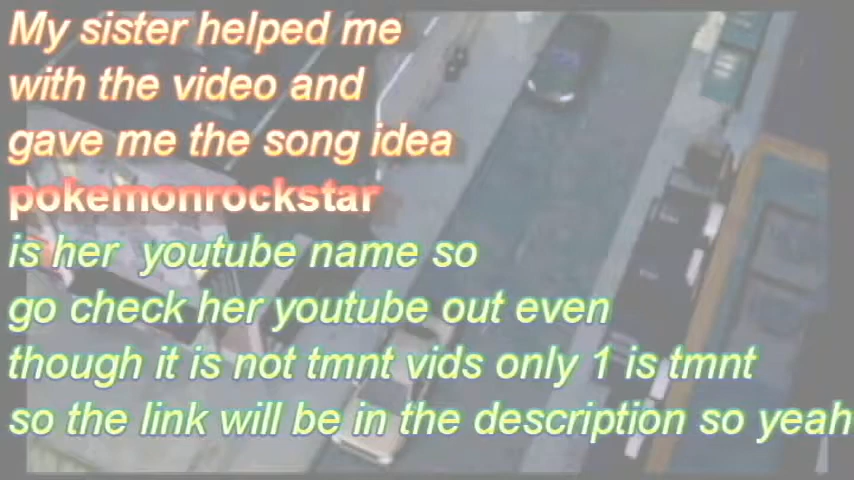 My sister helped me
with the video and
gave me the song idea
pokemonrockstar
is her youtube name so
go check her youtube out even
though it is not tmnt vids only 1 is tmnt
so the link will be in the description so yeah